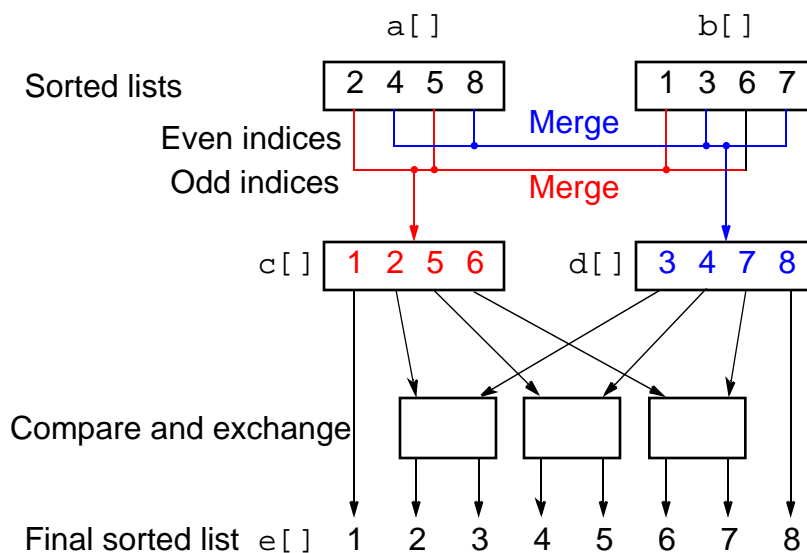 a[] b[]
Sorted lists 2 4 5 8 1 3 6 7
Merge
Even indices
Odd indices
Merge
c[] 1 2 5 6 d[] 3 4 7 8
Compare and exchange
Final sorted list e[] 1 2 3 4 5 6 7 8